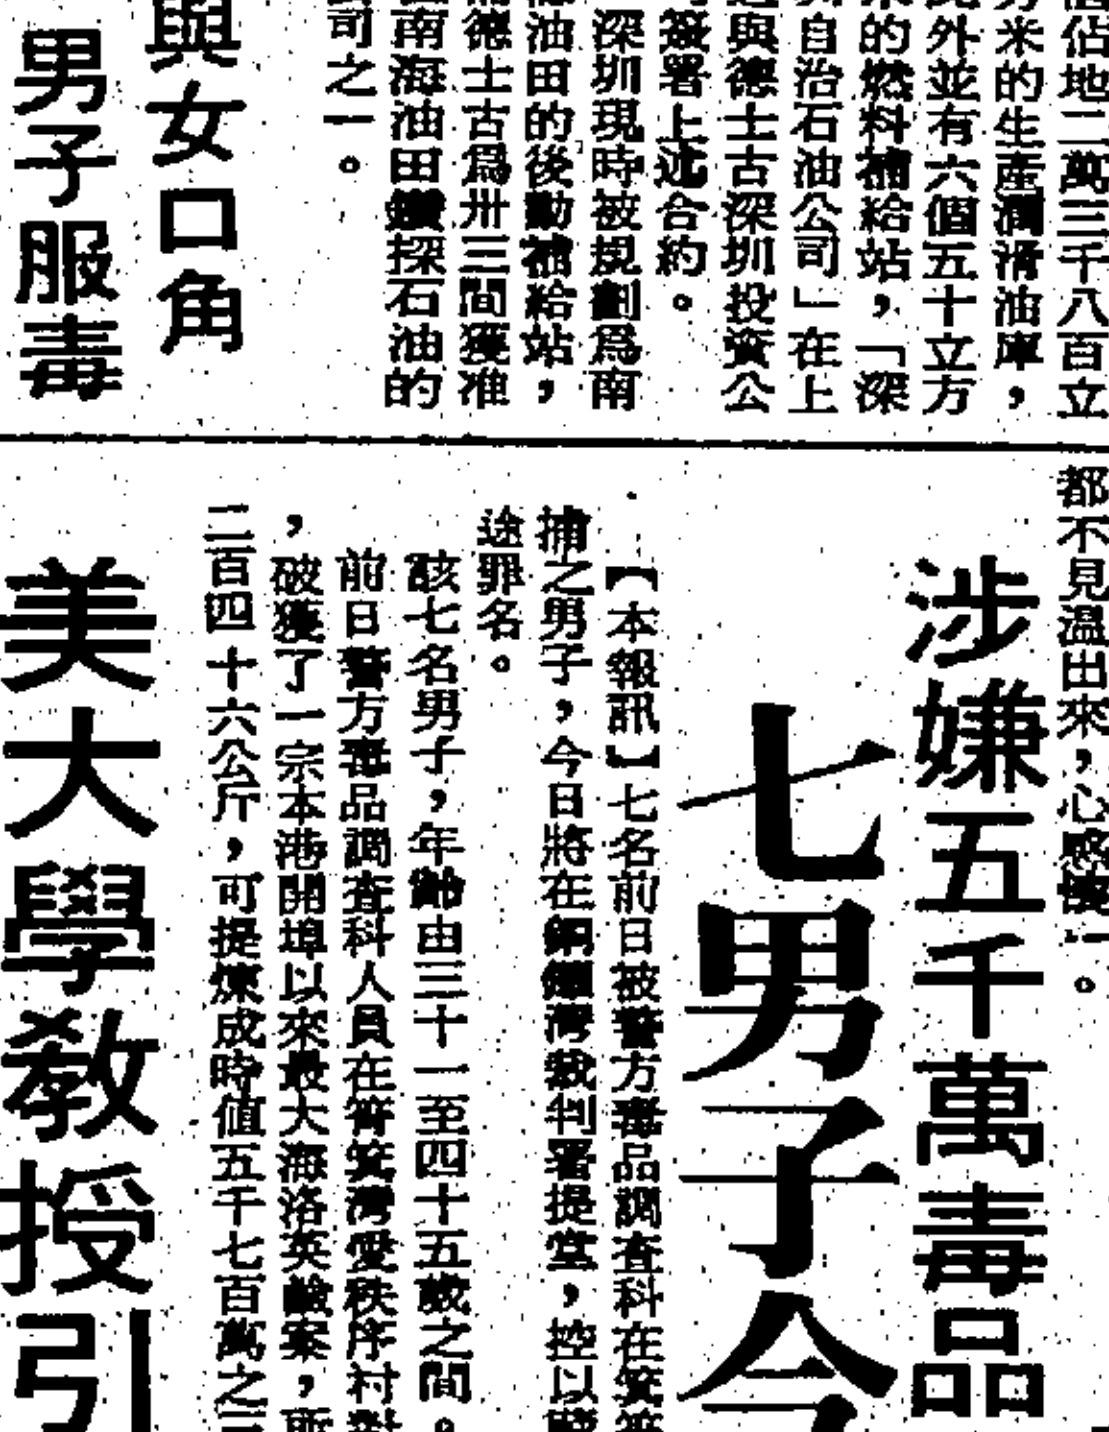 佔地二萬三千八百立
方米的生產潤滑油庫，
此外並有六個五十立方
米的燃料補給站，「深
圳自治石油公司」在上
與德士古深圳投資公
簽署上述合約。
深圳現時被規劃爲南
油田的後勤補給站，
德士古爲卅三間獲准
南海油田鑽探石油的
司之一。
與女口角
男子服毒
都不見溫出來，心感
涉嫌五千萬毒品
七男子今
【本報訊】七名前日被警方毒品調查科在箕
捕之男子，今日將在銅鑼灣裁判署提堂，控以
途罪名。
該七名男子，年齡由三十一至四十五歲之間。
前日警方毒品調查科人員在筲箕灣愛秩序村對
，破獲了一宗本港開埠以來最大海洛英鹼案，
二百四十六公斤，可提煉成時值五千七百萬之
美大學教授引